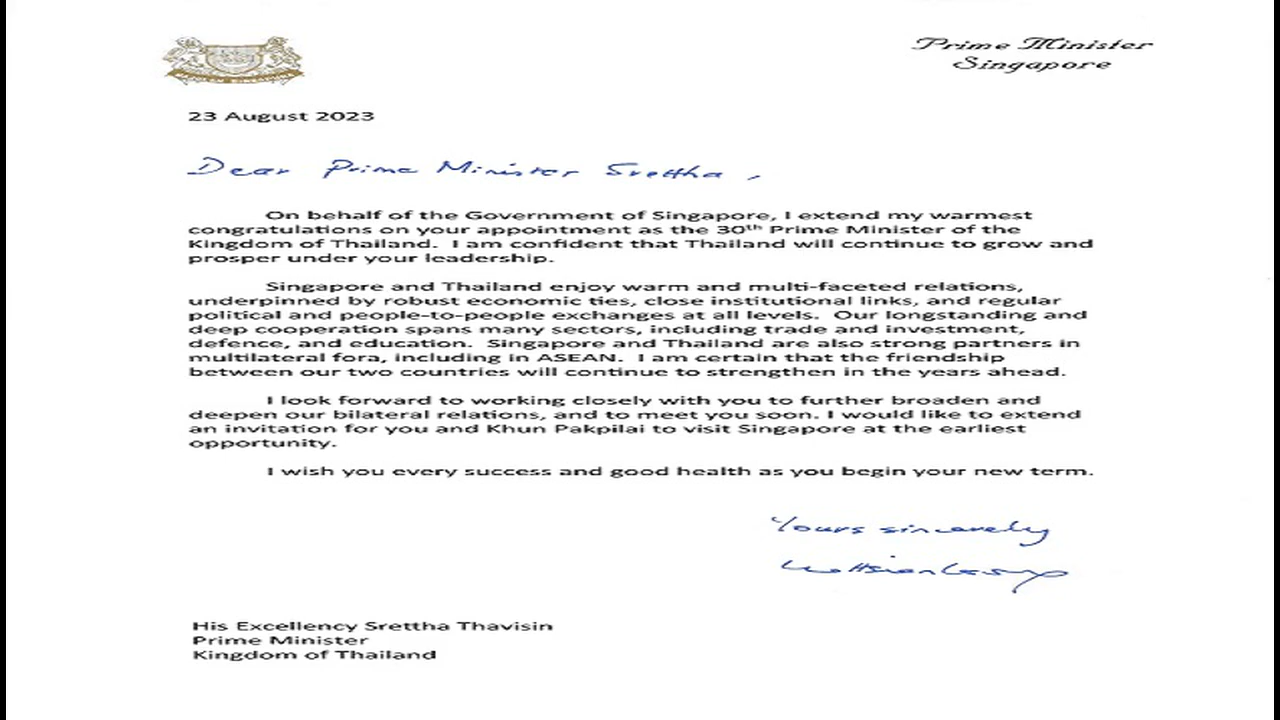 Prime Minister
Singapore
23 August 2023
Dear Prime Minister Srettha,
On behalf of the Government of Singapore, I extend my warmest
congratulations on your appointment as the 30th Prime Minister of the
Kingdom of Thailand. I am confident that Thailand will continue to grow and
prosper under your leadership.
Singapore and Thailand enjoy warm and multi-faceted relations,
underpinned by robust economic ties, close institutional links, and regular
political and people-to-people exchanges at all levels. Our longstanding and
deep cooperation spans many sectors, including trade and investment,
defence, and education. Singapore and Thailand are also strong partners in
multilateral fora, including in ASEAN. I am certain that the friendship
between our two countries will continue to strengthen in the years ahead.
I look forward to working closely with you to further broaden and
deepen our bilateral relations, and to meet you soon. I would like to extend
an invitation for you and Khun Pakpilai to visit Singapore at the earliest
opportunity.
I wish you every success and good health as you begin your new term.
Yours sincerely
His Excellency Srettha Thavisin
Prime Minister
Kingdom of Thailand